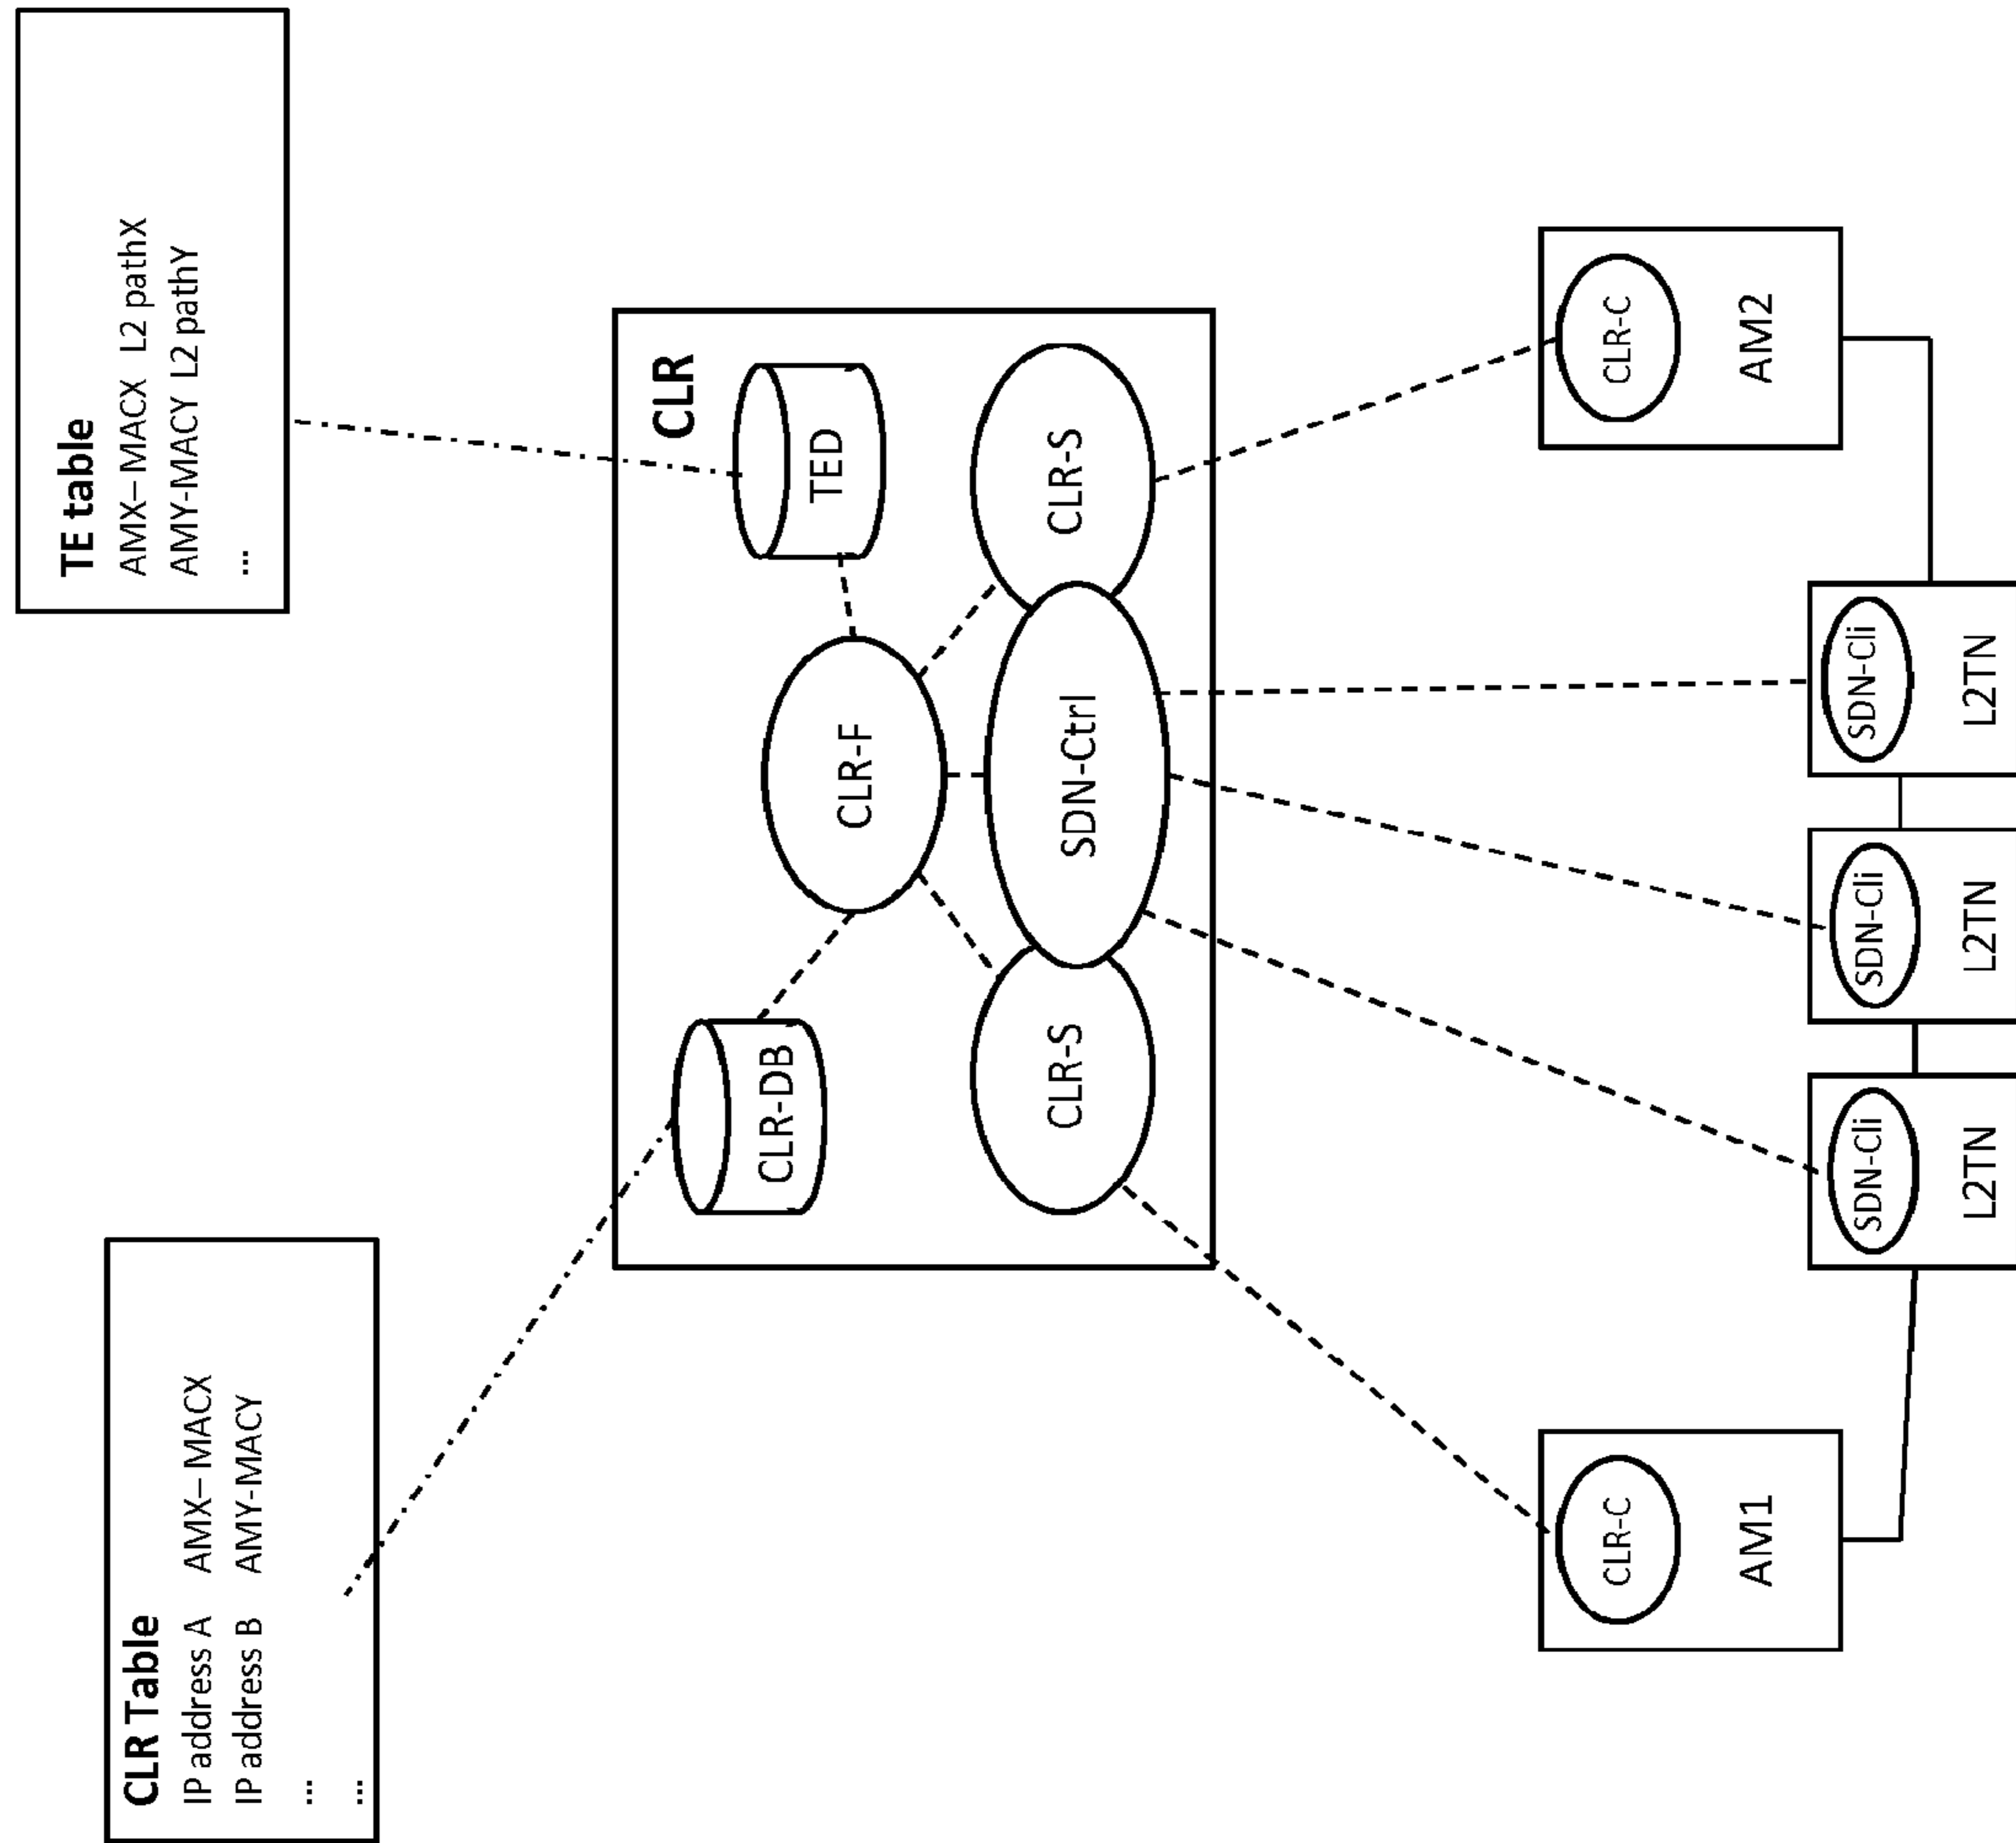 CLR Table
IP address A AMX–MACX
IP address B AMY-MACY
...
...
TE table
AMX–MACX L2 pathX
AMY-MACY L2 pathY
...
CLR
CLR-DB
TED
CLR-F
CLR-S
SDN-Ctrl
CLR-S
CLR-C
AM1
CLR-C
AM2
SDN-Cli
L2TN
SDN-Cli
L2TN
SDN-Cli
L2TN